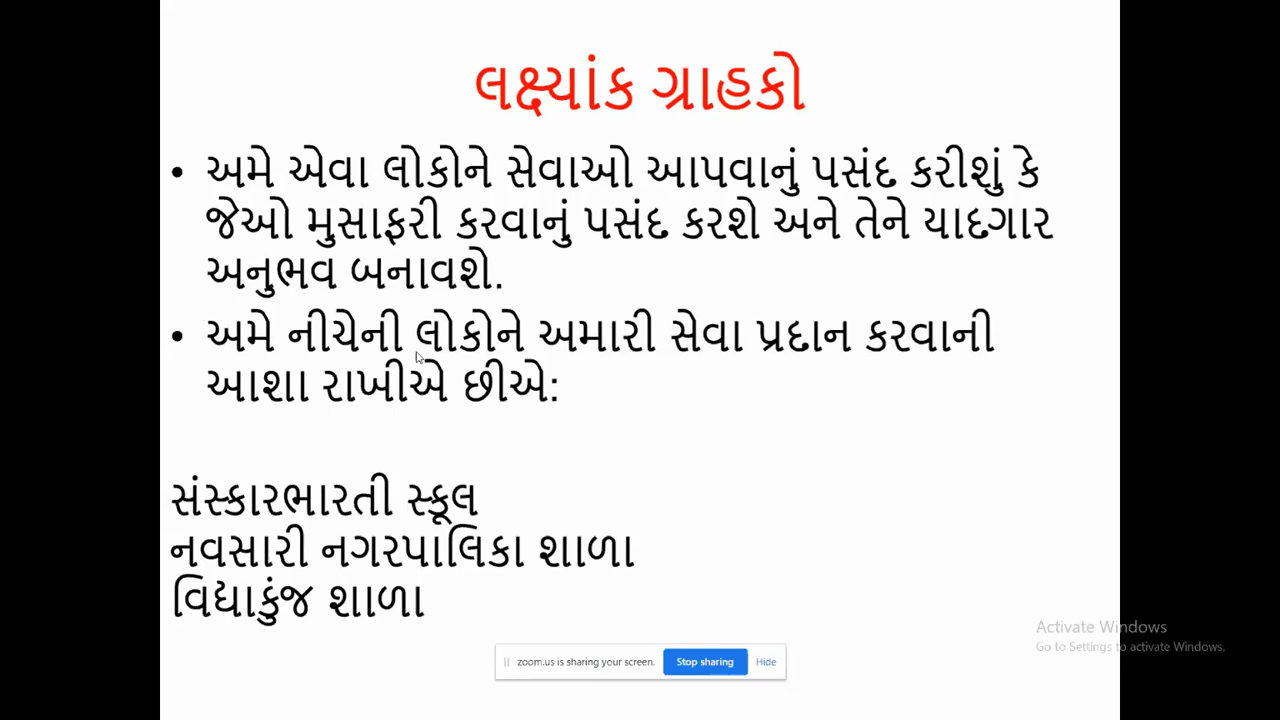 લક્ષ્યાંક ગ્રાહકો
• અમે એવા લોકોને સેવાઓ આપવાનું પસંદ કરીશું કે
જેઓ મુસાફરી કરવાનું પસંદ કરશે અને તેને યાદગાર
અનુભવ બનાવશે.
• અમે નીચેની લોકોને અમારી સેવા પ્રદાન કરવાની
આશા રાખીએ છીએ:
સંસ્કારભારતી સ્કૂલ
નવસારી નગરપાલિકા શાળા
વિદ્યાકુંજ શાળા
Activate Windows
Go to Settings to activate Windows.
zoom.us is sharing your screen. Stop sharing Hide